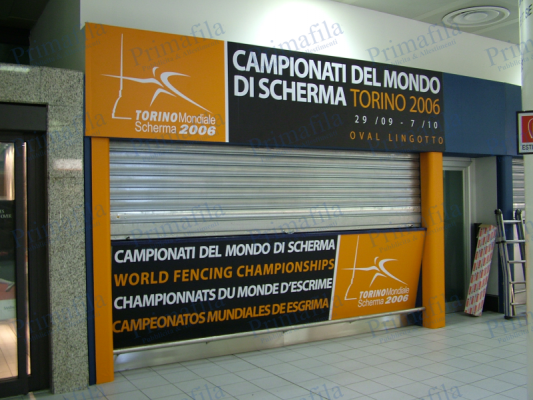 CAMPIONATI DEL MONDO
DI SCHERMA TORINO 2006
29 /09 - 7 /10
OVAL LINGOTTO
TORINO Mondiale
Scherma 2006
CAMPIONATI DEL MONDO DI SCHERMA
WORLD FENCING CHAMPIONSHIPS
CHAMPIONNATS DU MONDE D'ESCRIME
CAMPEONATOS MUNDIALES DE ESGRIMA
TORINO Mondiale
Scherma 2006
Primafila